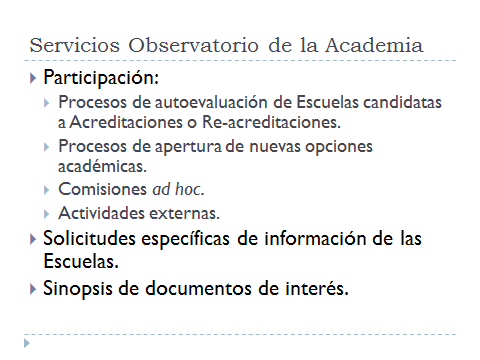 Servicios Observatorio de la Academia
Participación:
Procesos de autoevaluación de Escuelas candidatas
a Acreditaciones o Re-acreditaciones.
Procesos de apertura de nuevas opciones
académicas.
Comisiones ad hoc.
Actividades externas.
Solicitudes específicas de información de las
Escuelas.
Sinopsis de documentos de interés.